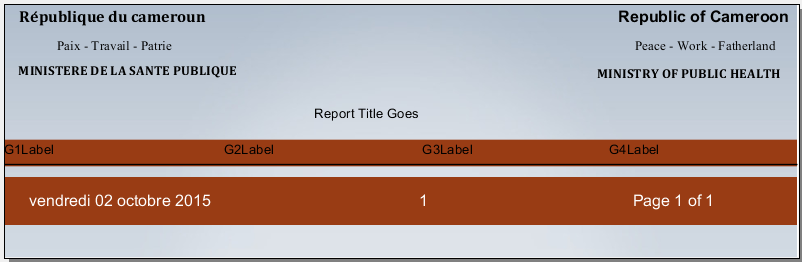 République du cameroun
Republic of Cameroon
Paix - Travail - Patrie
Peace - Work - Fatherland
MINISTERE DE LA SANTE PUBLIQUE
MINISTRY OF PUBLIC HEALTH
Report Title Goes
G1Label G2Label G3Label G4Label
vendredi 02 octobre 2015 1 Page 1 of 1